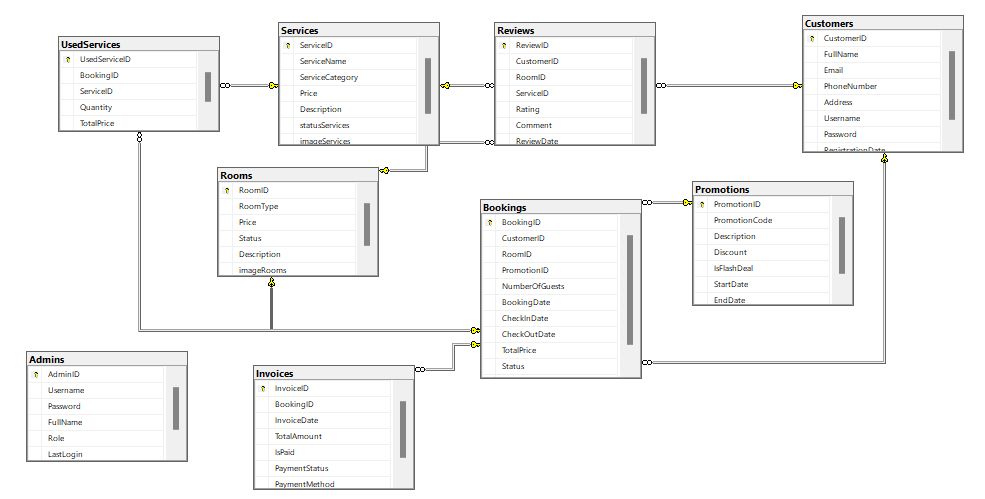 UsedServices
UsedServiceID
BookingID
ServiceID
Quantity
TotalPrice
Services
ServiceID
ServiceName
ServiceCategory
Price
Description
statusServices
imageServices
Reviews
ReviewID
CustomerID
RoomID
ServiceID
Rating
Comment
ReviewDate
Customers
CustomerID
FullName
Email
PhoneNumber
Address
Username
Password
RegistrationDate
Rooms
RoomID
RoomType
Price
Status
Description
imageRooms
Bookings
BookingID
CustomerID
RoomID
PromotionID
NumberOfGuests
BookingDate
CheckInDate
CheckOutDate
TotalPrice
Status
Promotions
PromotionID
PromotionCode
Description
Discount
IsFlashDeal
StartDate
EndDate
Admins
AdminID
Username
Password
FullName
Role
LastLogin
Invoices
InvoiceID
BookingID
InvoiceDate
TotalAmount
IsPaid
PaymentStatus
PaymentMethod